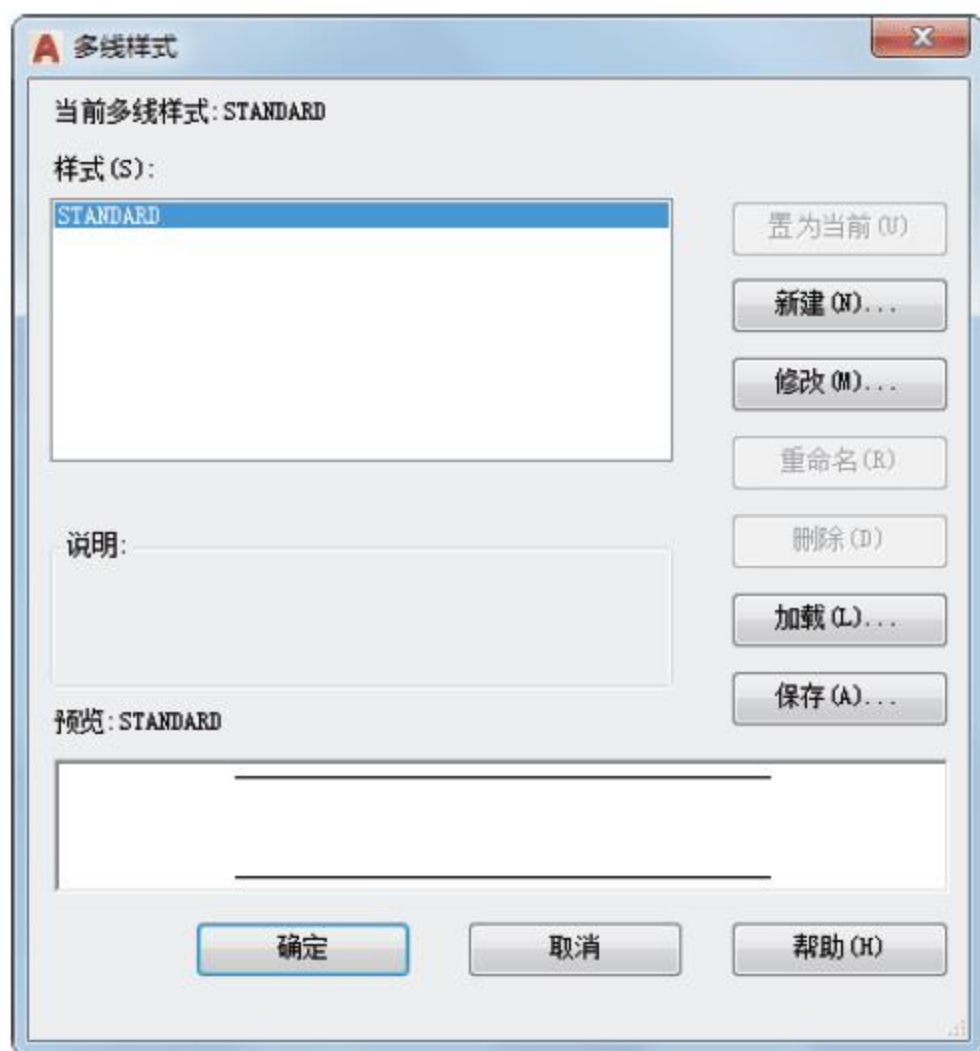 多线样式
当前多线样式:STANDARD
样式(S):
STANDARD
置为当前(U)
新建(N)...
修改(M)...
重命名(R)
删除(D)
加载(L)...
保存(A)...
说明:
预览:STANDARD
确定
取消
帮助(H)